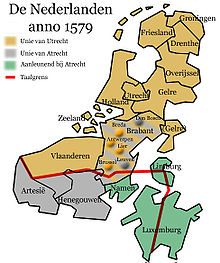 De Nederlanden
anno 1579
Unie van Utrecht
Unie van Atrecht
Aanleunend bij Atrecht
Taalgrens
Groningen
Friesland
Drenthe
Overijssel
Holland
Utrecht
Gelre
Zeeland
Den Bosch
Breda
Brabant
Gelre
Antwerpen
Lier
Vlaanderen
Brussel
Leuven
Limburg
Artesië
Henegouwen
Namen
Luxemburg